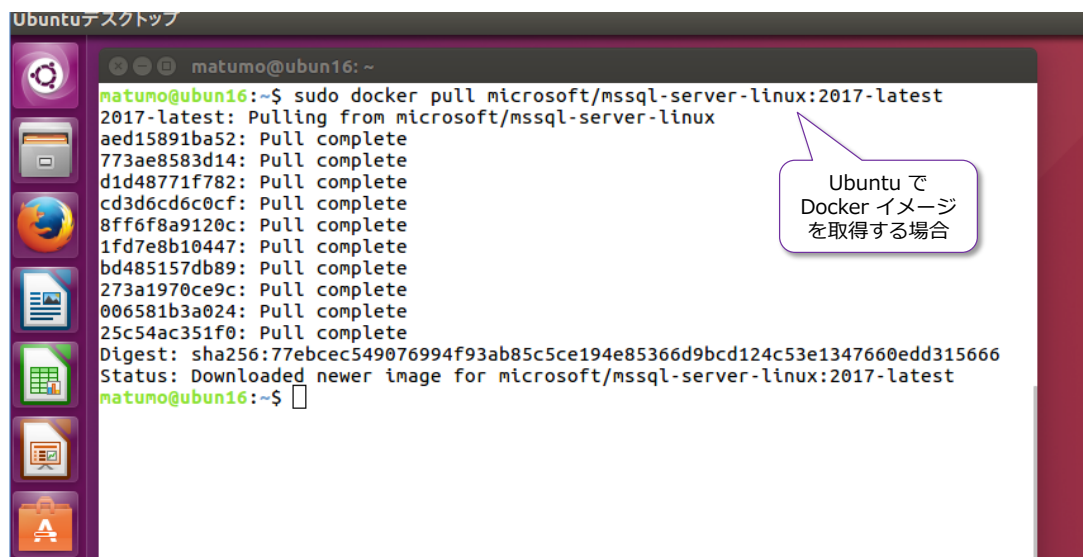 Ubuntuデスクトップ
matumo@ubun16: ~
matumo@ubun16:~$ sudo docker pull microsoft/mssql-server-linux:2017-latest
2017-latest: Pulling from microsoft/mssql-server-linux
aed15891ba52: Pull complete
773ae8583d14: Pull complete
d1d48771f782: Pull complete
cd3d6cd6c0cf: Pull complete
8ff6f8a9120c: Pull complete
1fd7e8b10447: Pull complete
bd485157db89: Pull complete
273a1970ce9c: Pull complete
006581b3a024: Pull complete
25c54ac351f0: Pull complete
Digest: sha256:77ebcec549076994f93ab85c5ce194e85366d9bcd124c53e1347660edd315666
Status: Downloaded newer image for microsoft/mssql-server-linux:2017-latest
matumo@ubun16:~$
Ubuntu で
Docker イメージ
を取得する場合